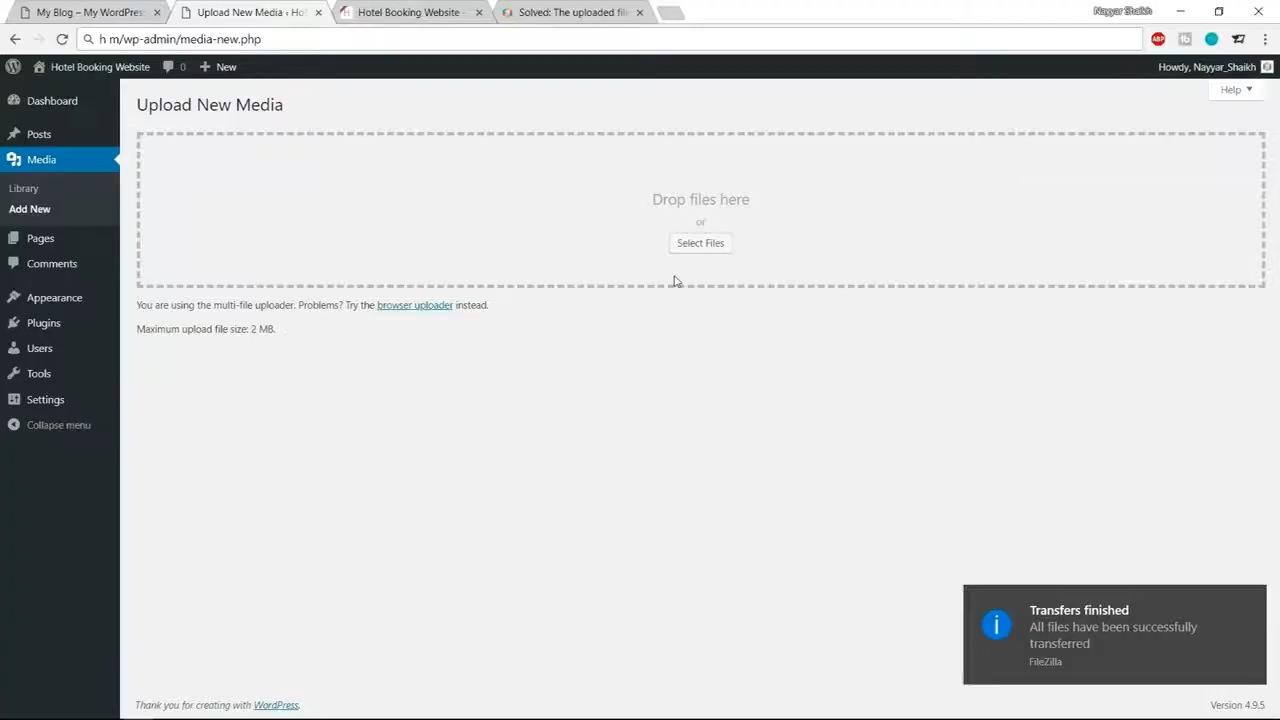 My Blog – My WordPress
Upload New Media ‹ Ho
Hotel Booking Website -
Solved: The uploaded file
Nayyar Shaikh
h m/wp-admin/media-new.php
ABP
Hotel Booking Website
0
New
Howdy, Nayyar_Shaikh
Help
Dashboard
Posts
Media
Library
Add New
Pages
Comments
Appearance
Plugins
Users
Tools
Settings
Collapse menu
Upload New Media
Drop files here
or
Select Files
You are using the multi-file uploader. Problems? Try the browser uploader instead.
Maximum upload file size: 2 MB.
Transfers finished
All files have been successfully
transferred
FileZilla
Thank you for creating with WordPress.
Version 4.9.5